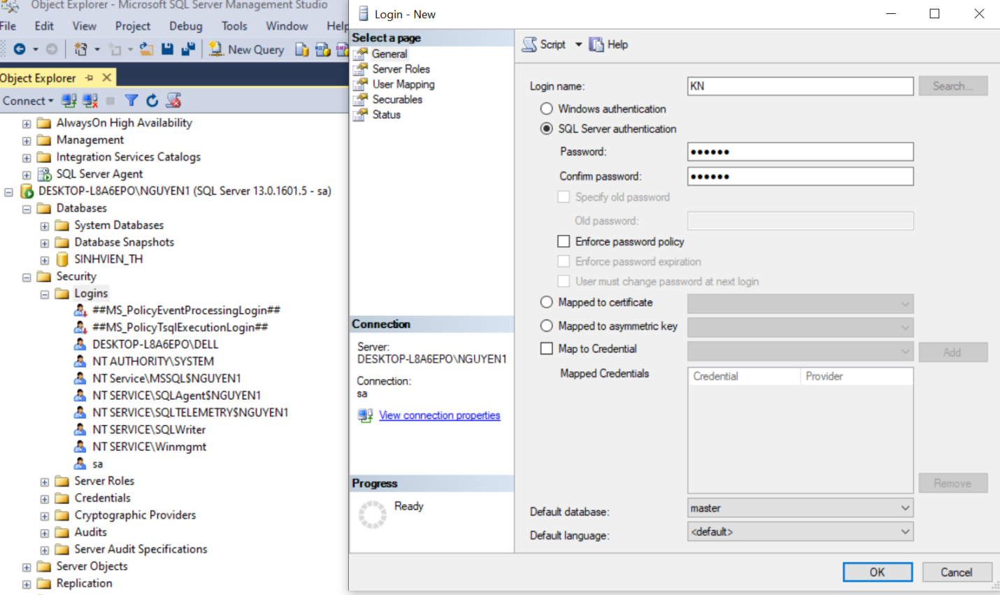 Object Explorer - Microsoft SQL Server Management Studio
File Edit View Project Debug Tools Window Help
New Query
Object Explorer
Connect
AlwaysOn High Availability
Management
Integration Services Catalogs
SQL Server Agent
DESKTOP-L8A6EPO\NGUYEN1 (SQL Server 13.0.1601.5 - sa)
Databases
System Databases
Database Snapshots
SINHVIEN_TH
Security
Logins
##MS_PolicyEventProcessingLogin##
##MS_PolicyTsqlExecutionLogin##
DESKTOP-L8A6EPO\DELL
NT AUTHORITY\SYSTEM
NT Service\MSSQL$NGUYEN1
NT SERVICE\SQLAgent$NGUYEN1
NT SERVICE\SQLTELEMETRY$NGUYEN1
NT SERVICE\SQLWriter
NT SERVICE\Winmgmt
sa
Server Roles
Credentials
Cryptographic Providers
Audits
Server Audit Specifications
Server Objects
Replication
Login - New
Select a page
General
Server Roles
User Mapping
Securables
Status
Connection
Server:
DESKTOP-L8A6EPO\NGUYEN1
Connection:
sa
View connection properties
Progress
Ready
Script Help
Login name: KN Search...
Windows authentication
SQL Server authentication
Password: ●●●●●●
Confirm password: ●●●●●●
Specify old password
Old password:
Enforce password policy
Enforce password expiration
User must change password at next login
Mapped to certificate
Mapped to asymmetric key
Map to Credential Add
Mapped Credentials Credential Provider
Remove
Default database: master
Default language: <default>
OK Cancel